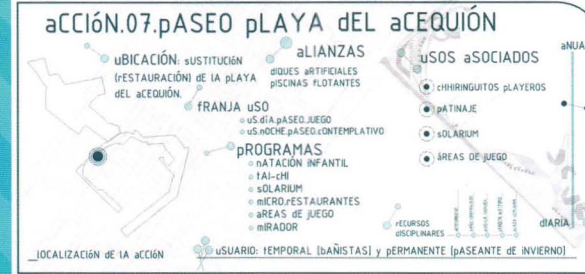 aCCIóN.07.pASEO pLAYA dEL aCEQUIÓN
uBICACIÓN: sUSTITUCIóN
(rESTAURACIÓN) DE lA pLAYA
DEL aCEQUIÓN.
aLIANZAS
dIQUES aRTIFICIALES
pISCINAS fLOTANTES
fRANJA uSO
uS.díA.pASEO.JUEGO
uS.nOCHE.pASEO.cONTEMPLATIVO
pROGRAMAS
nATACIÓN iNFANTIL
tAI-cHI
sOLARIUM
mICRO.rESTAURANTES
aREAS DE jUEGO
mIRADOR
uSOS aSOCIADOS
cHHIRINGUITOS pLAYEROS
pATINAJE
sOLARIUM
áREAS DE jUEGO
rECURSOS
dISCIPLINARES
aNUA
dIARIA
_lOCALIZACIóN dE lA aCCIóN
uSUARIO: tEMPORAL [bAÑISTAS] y pERMANENTE [pASEANTE dE iNVIERNO]